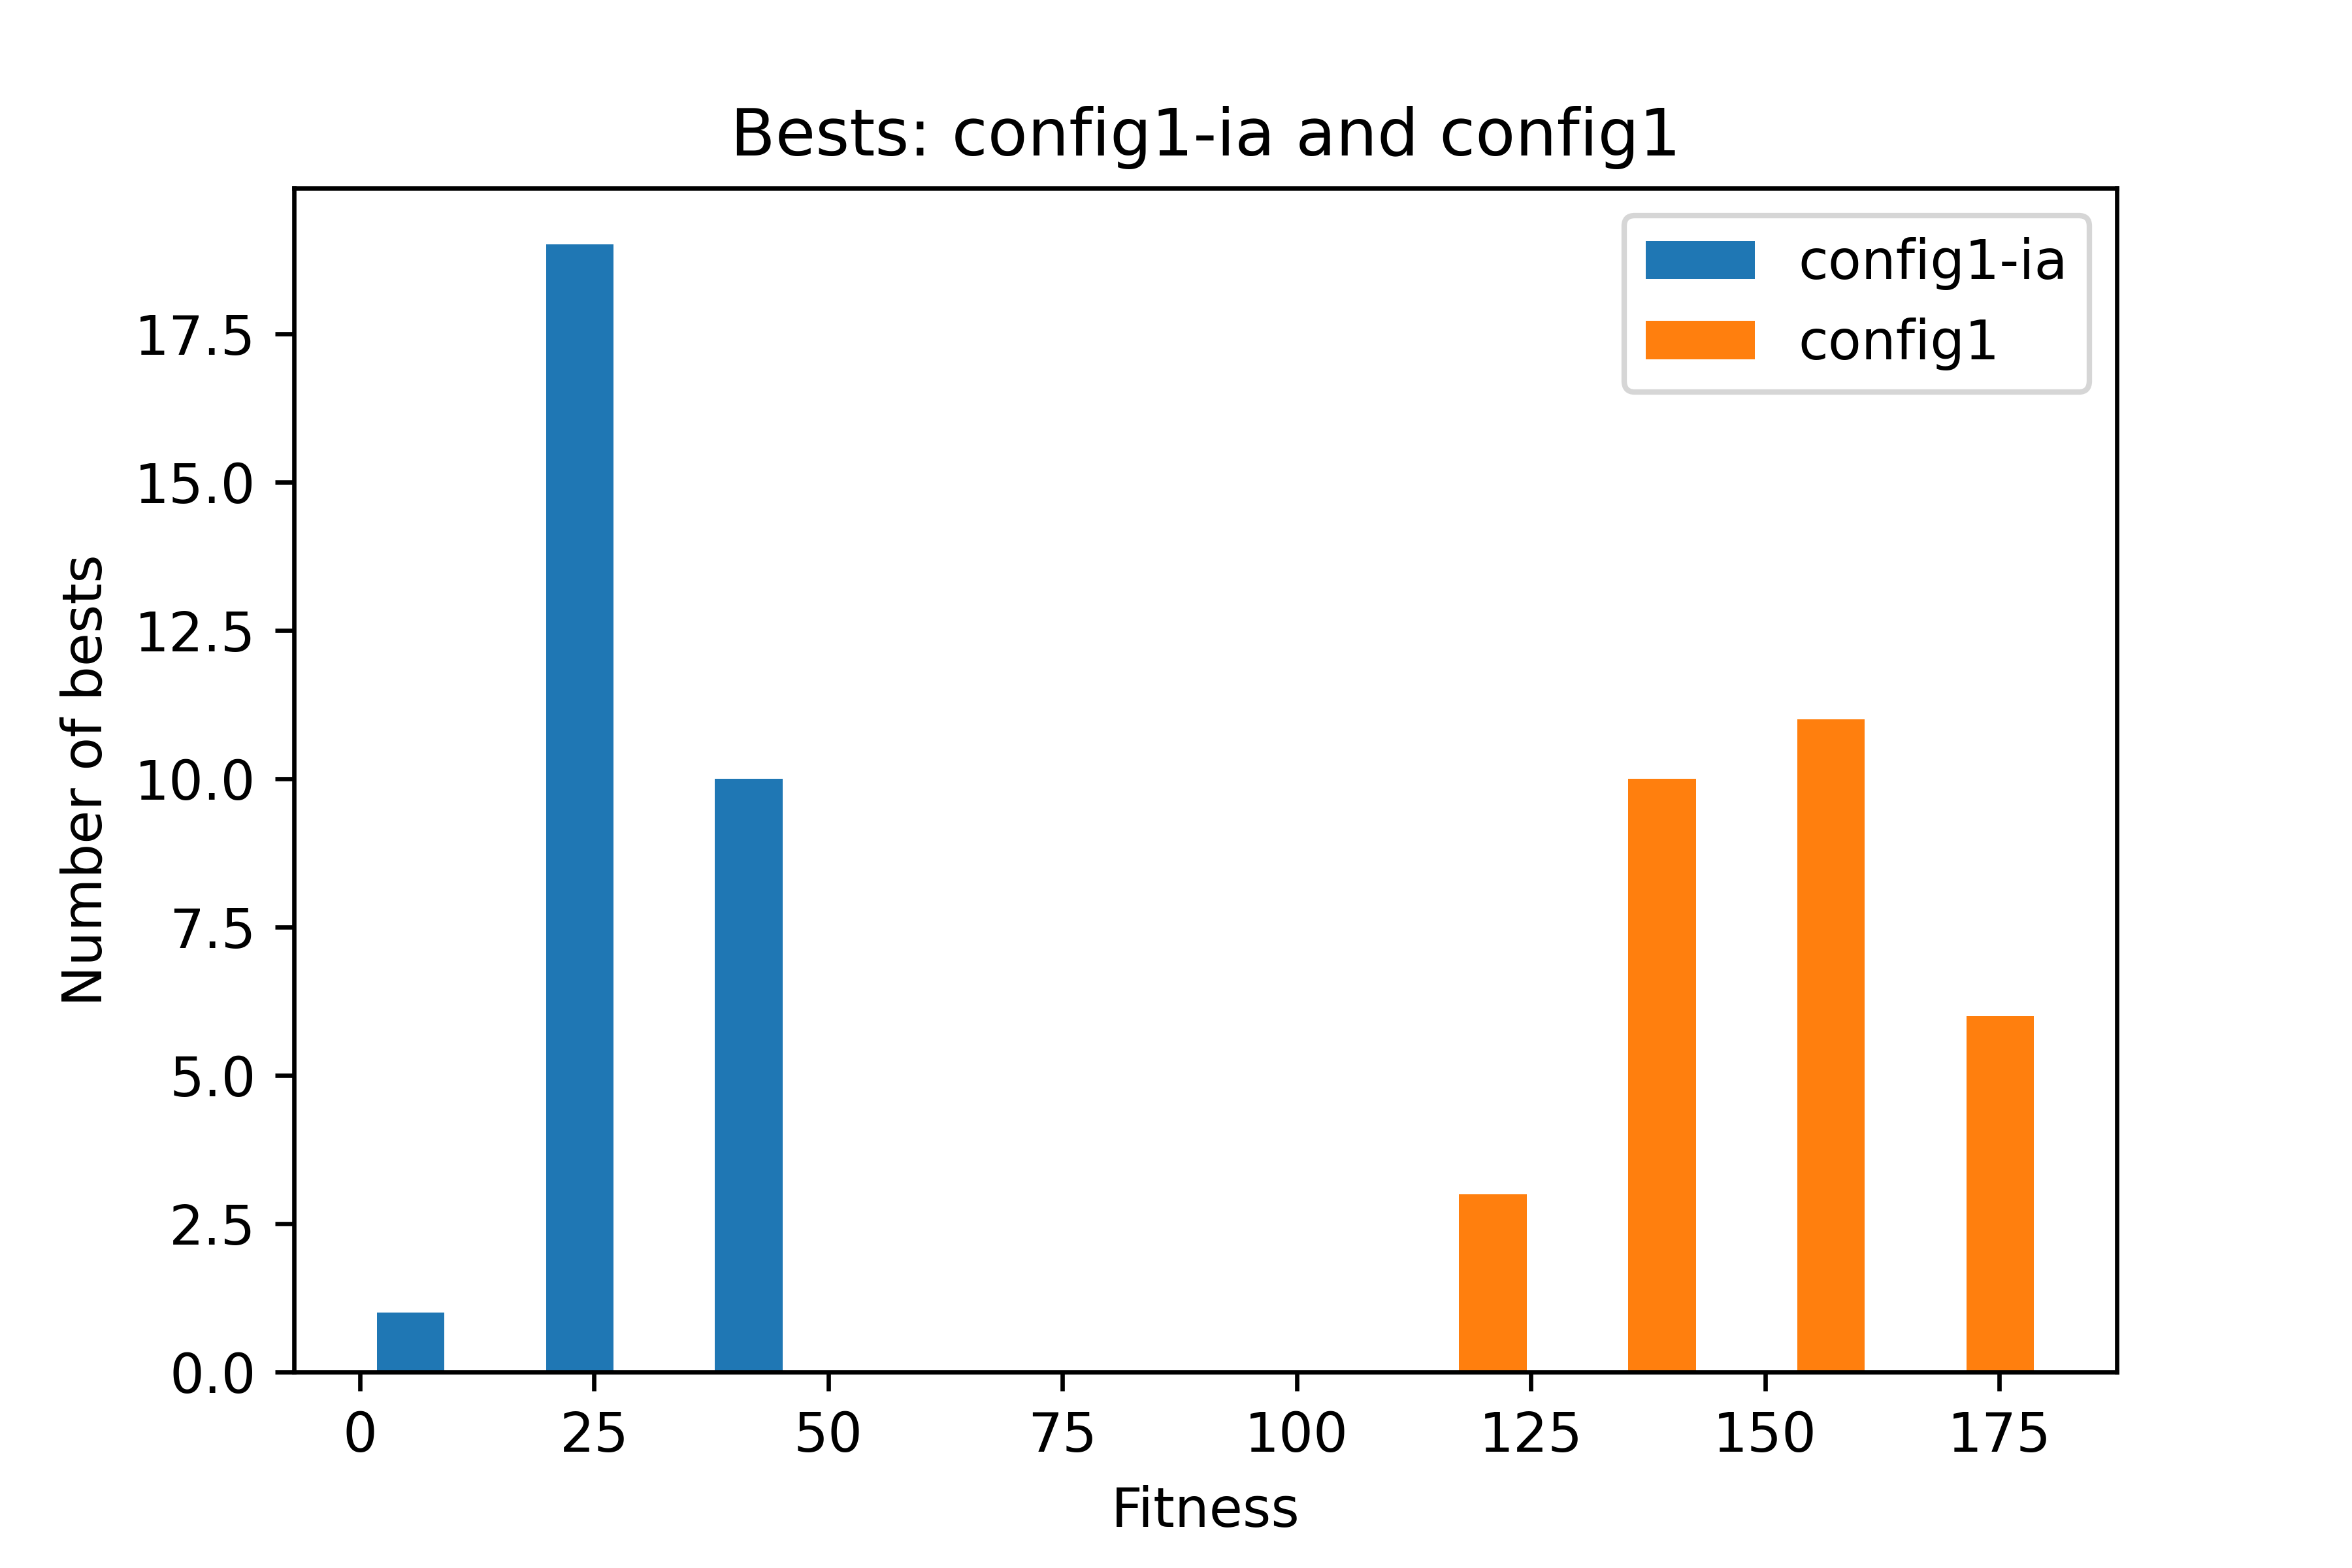 Bests: config1-ia and config1
config1-ia
config1
Number of bests
17.5
15.0
12.5
10.0
7.5
5.0
2.5
0.0
0 25 50 75 100 125 150 175
Fitness